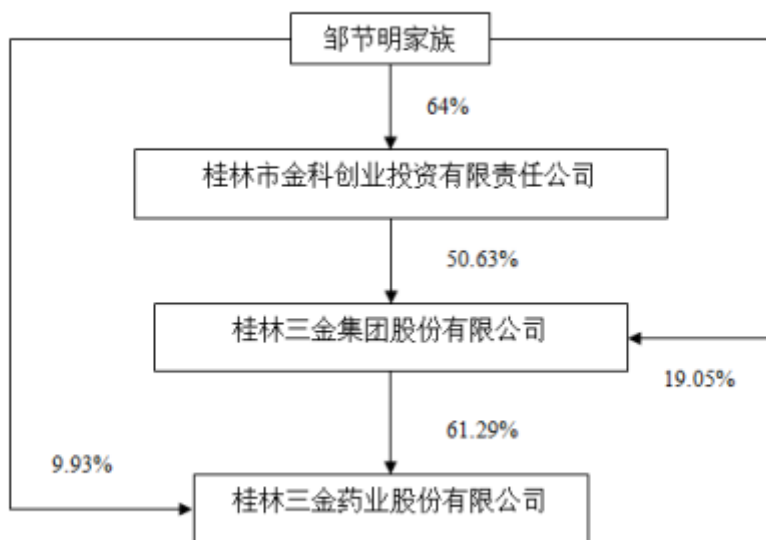 邹节明家族
64%
桂林市金科创业投资有限责任公司
50.63%
桂林三金集团股份有限公司
19.05%
61.29%
9.93%
桂林三金药业股份有限公司